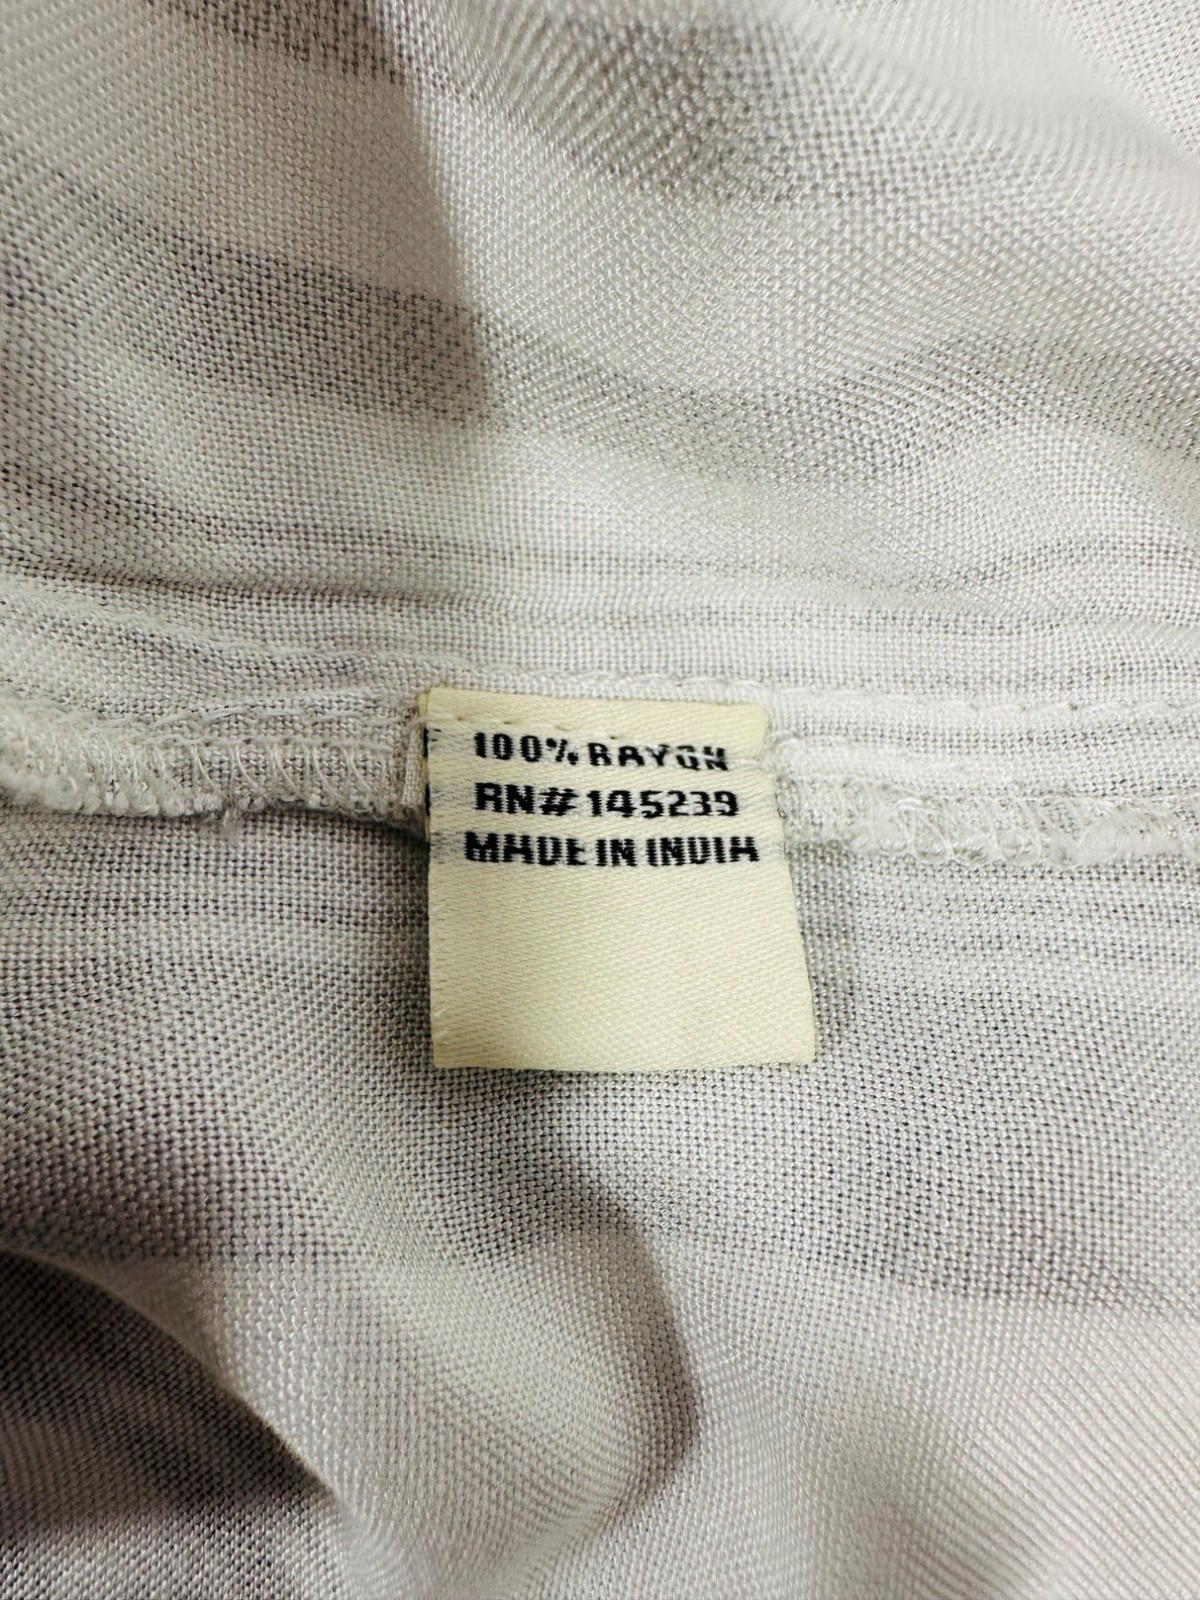 100% RAYON
RN# 145239
MADE IN INDIA